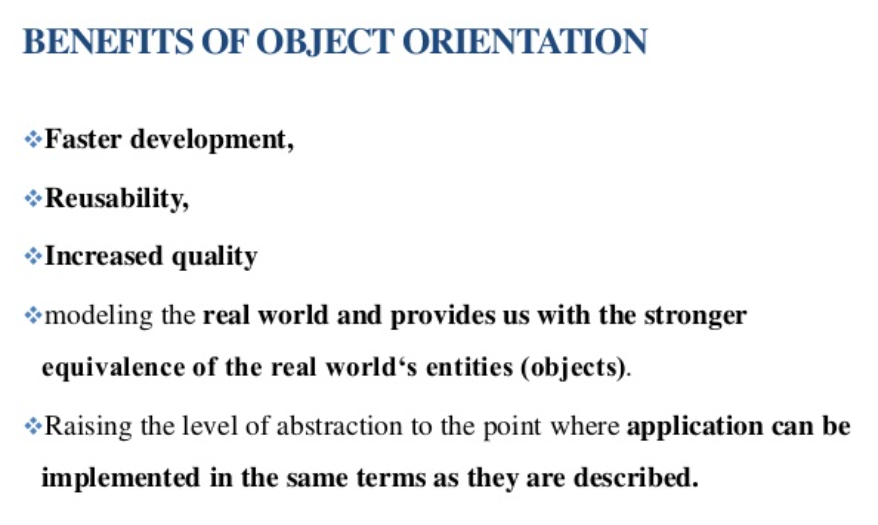 BENEFITS OF OBJECT ORIENTATION
❖Faster development,
❖Reusability,
❖Increased quality
❖modeling the real world and provides us with the stronger
equivalence of the real world‘s entities (objects).
❖Raising the level of abstraction to the point where application can be
implemented in the same terms as they are described.